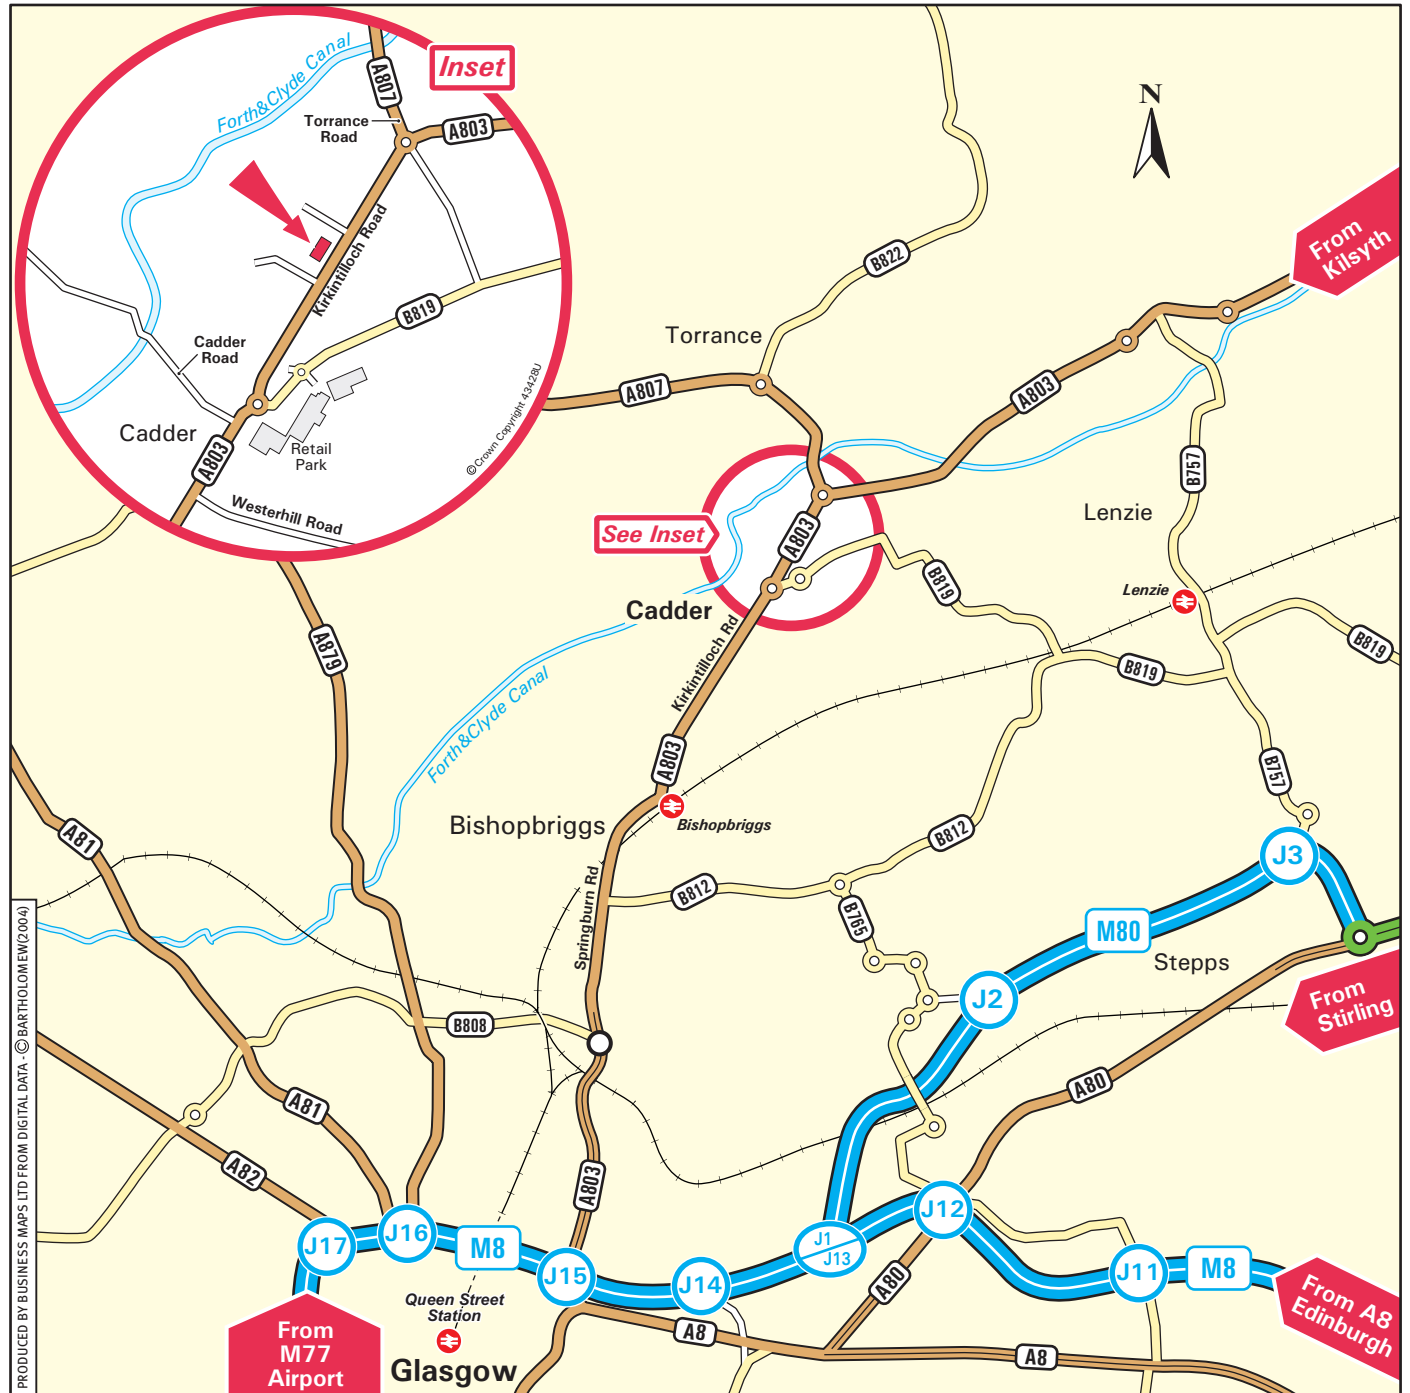 Inset
Forth&Clyde Canal
A807
Torrance
Road
A803
Kirkintilloch Road
B819
Cadder
Road
Cadder
A803
Retail
Park
Westerhill Road
©Crown Copyright 43428U
N
B822
From
Kilsyth
Torrance
A807
A803
B757
Lenzie
See Inset
A803
Cadder
B819
Lenzie
B819
B819
Kirkintilloch Rd
A879
Forth&Clyde Canal
A803
B757
Bishopbriggs
Bishopbriggs
B812
A81
J3
B812
B765
Springburn Rd
M80
Stepps
J2
From
Stirling
B808
A80
A81
A82
A803
J12
J17
J16
M8
J15
J14
J1
J13
J11
M8
A80
Queen Street
Station
From A8
Edinburgh
From
M77
Airport
Glasgow
A8
A8
PRODUCED BY BUSINESS MAPS LTD FROM DIGITAL DATA - © BARTHOLOMEW(2004)